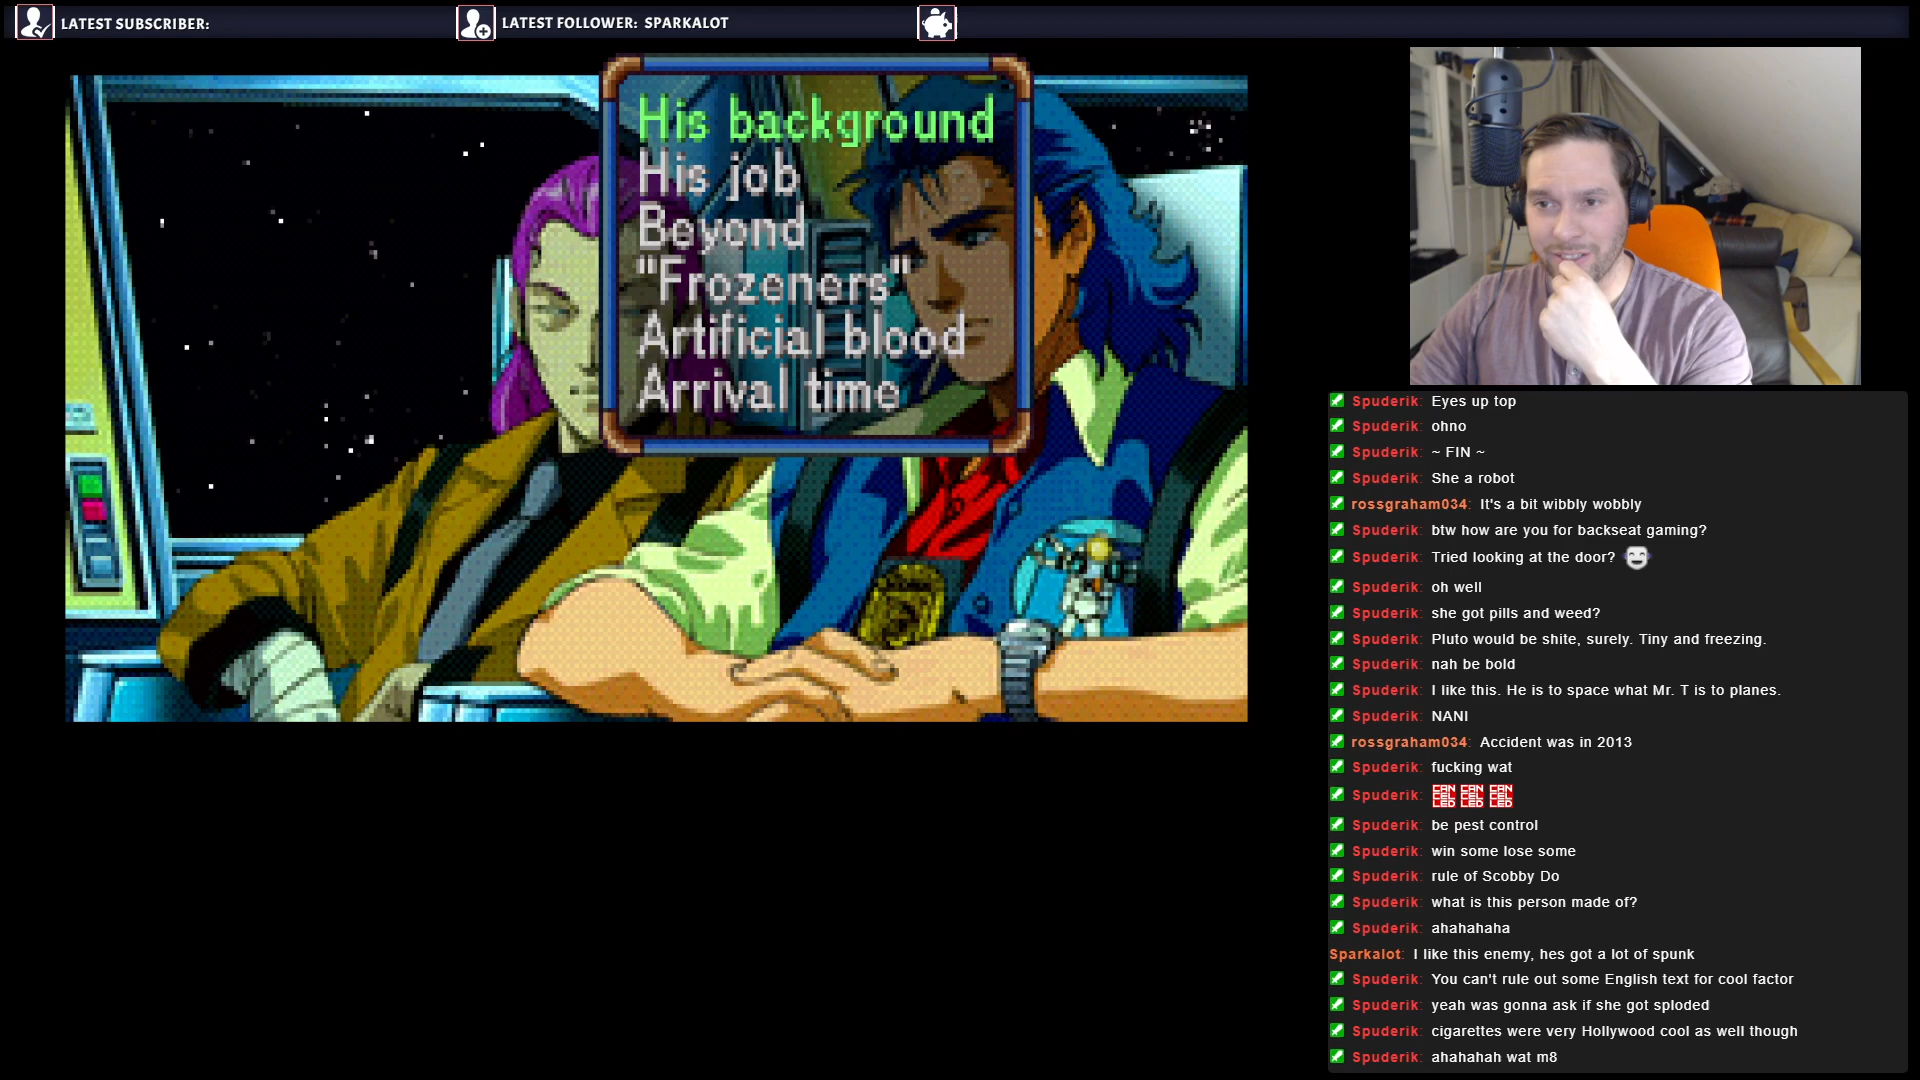 LATEST SUBSCRIBER:
LATEST FOLLOWER: SPARKALOT
His background
His job
Beyond
"Frozeners"
Artificial blood
Arrival time
Spuderik: Eyes up top
Spuderik: ohno
Spuderik: ~ FIN ~
Spuderik: She a robot
rossgraham034: It's a bit wibbly wobbly
Spuderik: btw how are you for backseat gaming?
Spuderik: Tried looking at the door?
Spuderik: oh well
Spuderik: she got pills and weed?
Spuderik: Pluto would be shite, surely. Tiny and freezing.
Spuderik: nah be bold
Spuderik: I like this. He is to space what Mr. T is to planes.
Spuderik: NANI
rossgraham034: Accident was in 2013
Spuderik: fucking wat
Spuderik: CANCELLED CANCELLED CANCELLED
Spuderik: be pest control
Spuderik: win some lose some
Spuderik: rule of Scobby Do
Spuderik: what is this person made of?
Spuderik: ahahahaha
Sparkalot: I like this enemy, hes got a lot of spunk
Spuderik: You can't rule out some English text for cool factor
Spuderik: yeah was gonna ask if she got sploded
Spuderik: cigarettes were very Hollywood cool as well though
Spuderik: ahahahah wat m8